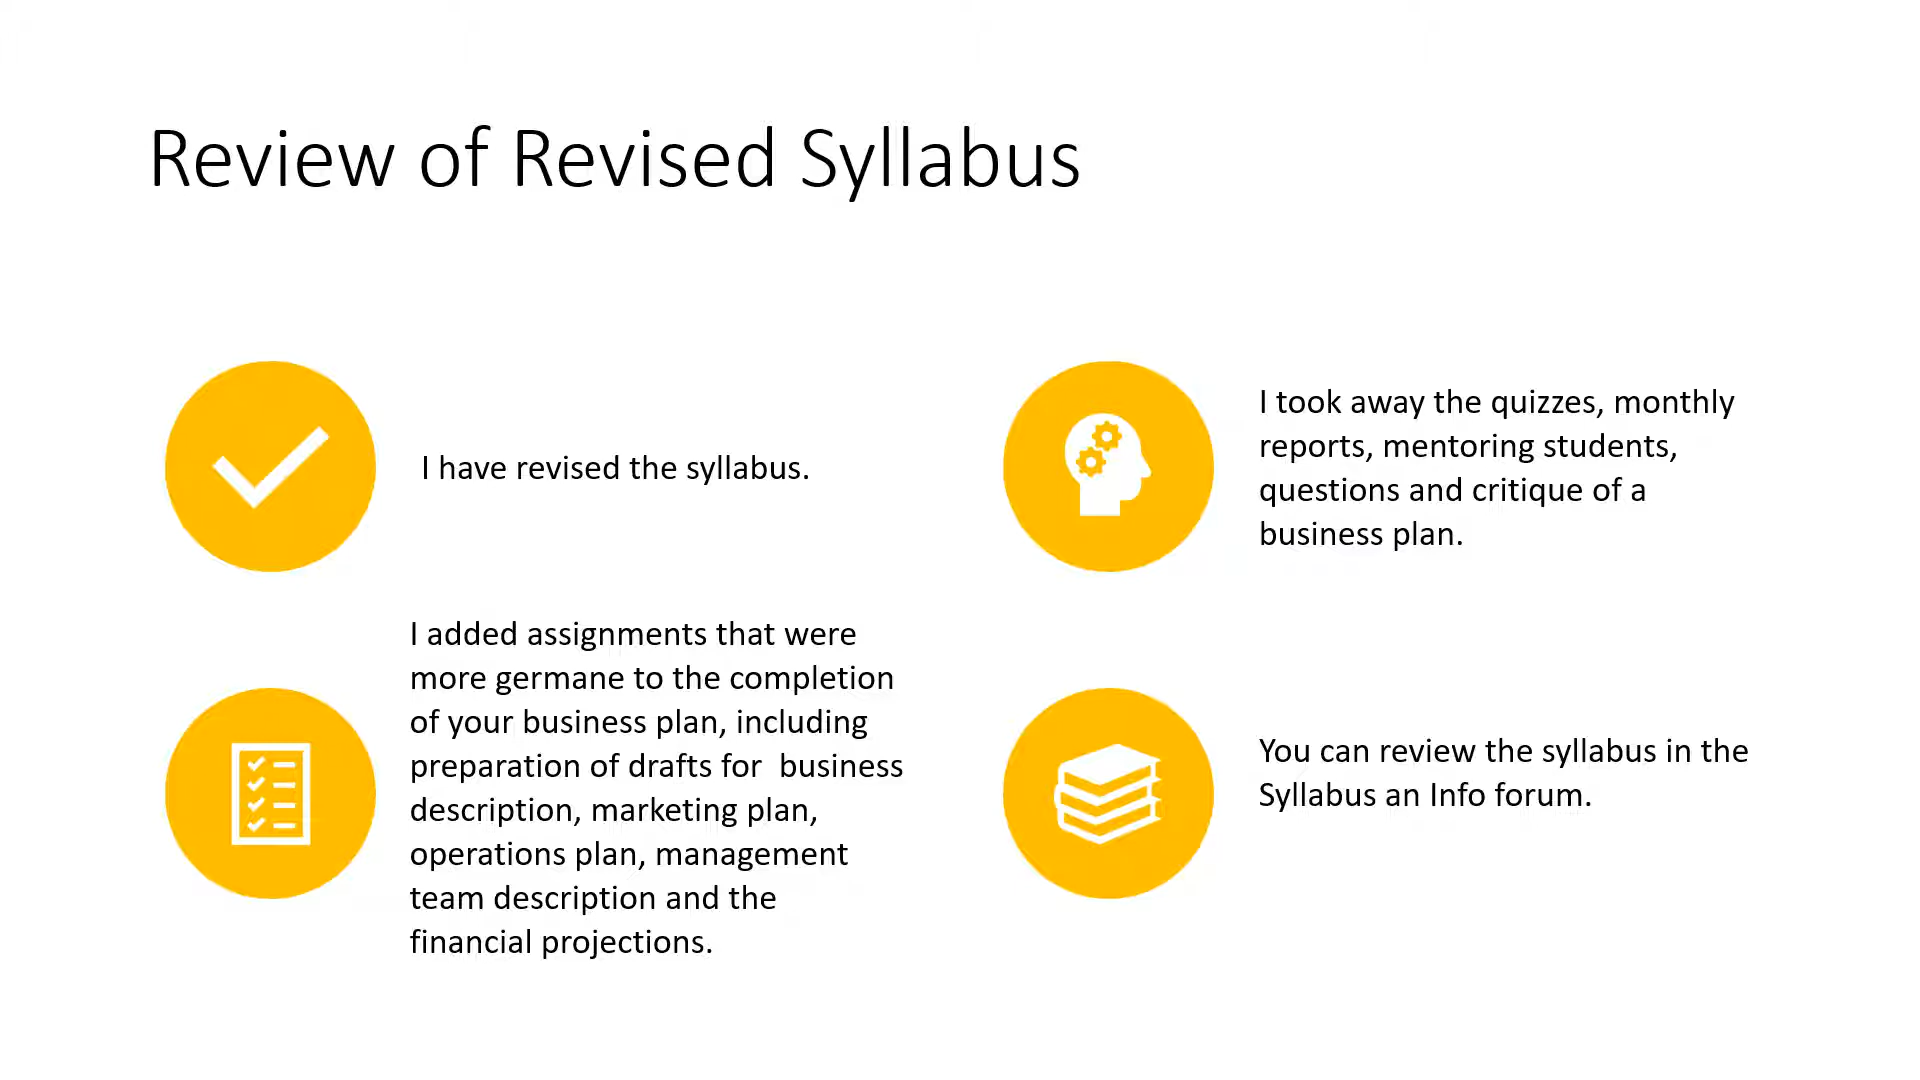 Review of Revised Syllabus
I have revised the syllabus.
I took away the quizzes, monthly
reports, mentoring students,
questions and critique of a
business plan.
I added assignments that were
more germane to the completion
of your business plan, including
preparation of drafts for  business
description, marketing plan,
operations plan, management
team description and the
financial projections.
You can review the syllabus in the
Syllabus an Info forum.